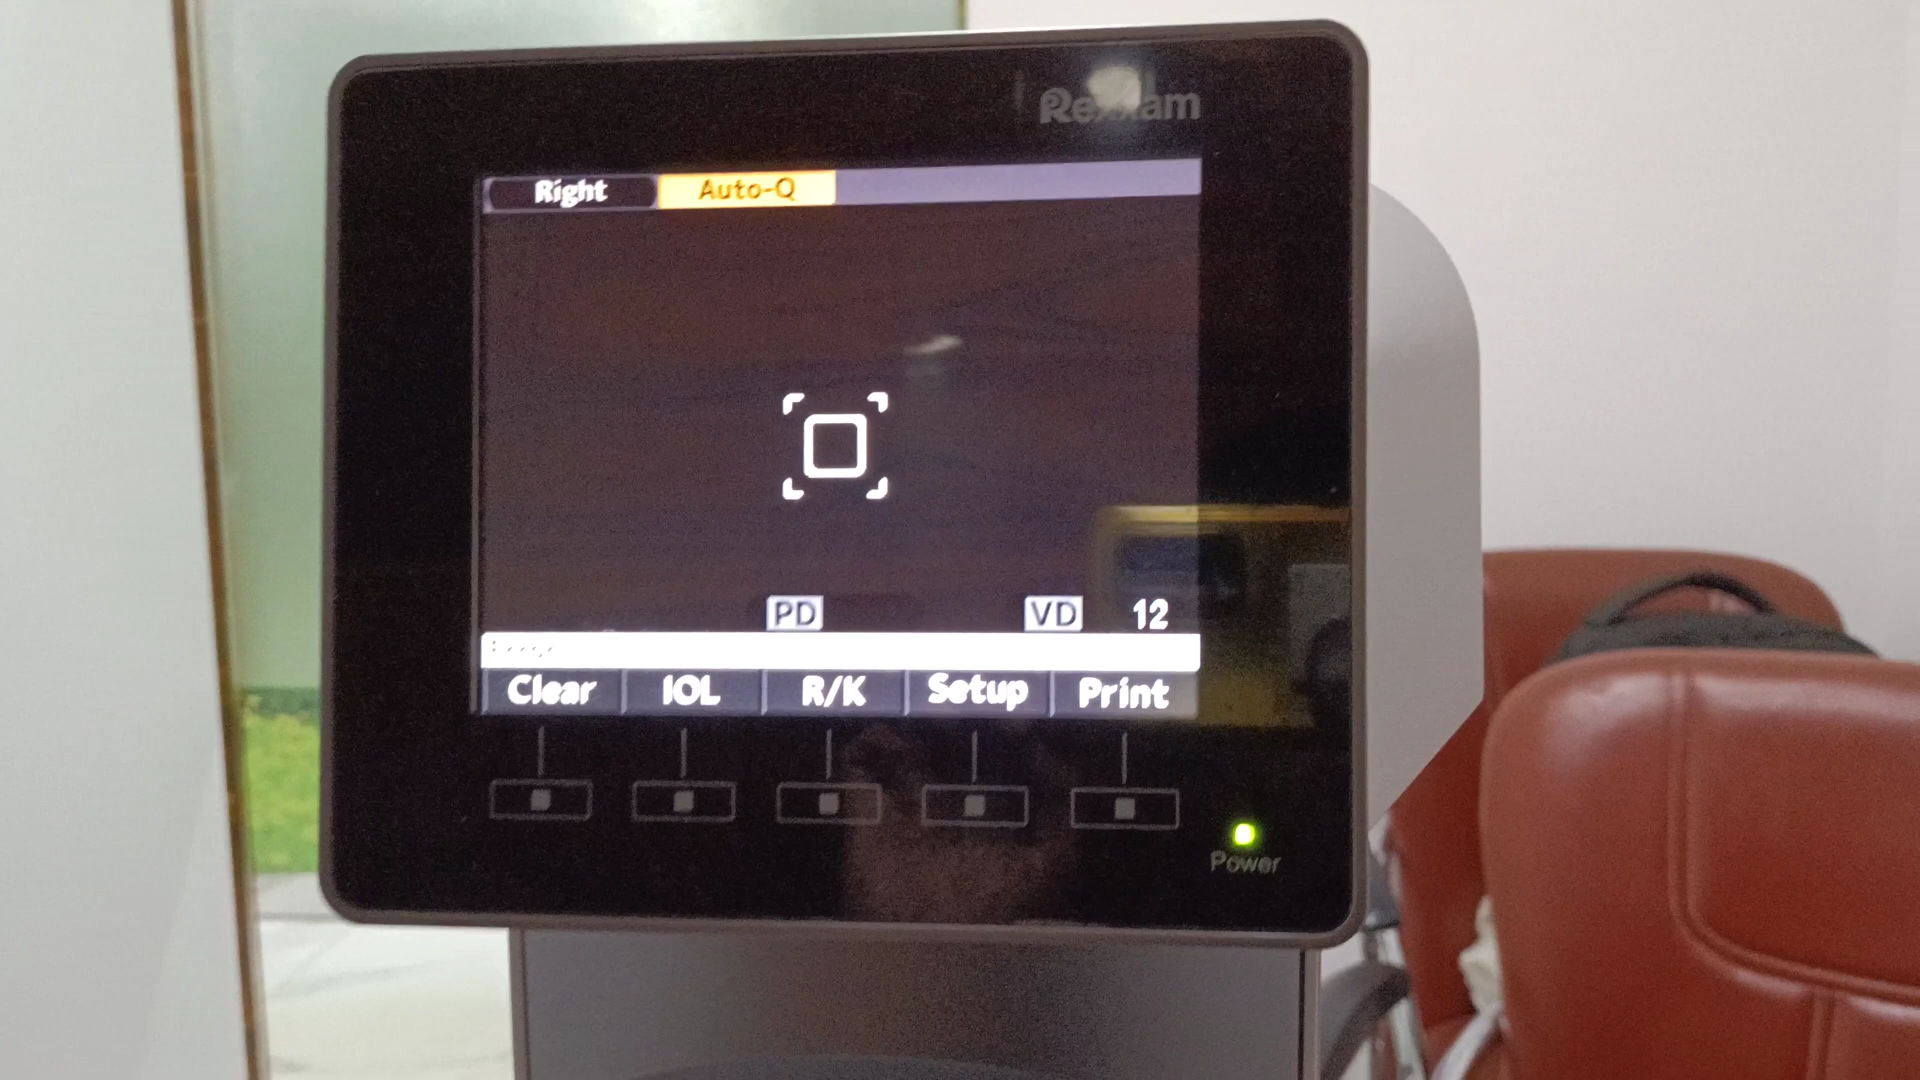 Rexxam
Right Auto-Q
PD VD 12
Clear IOL R/K Setup Print
Power